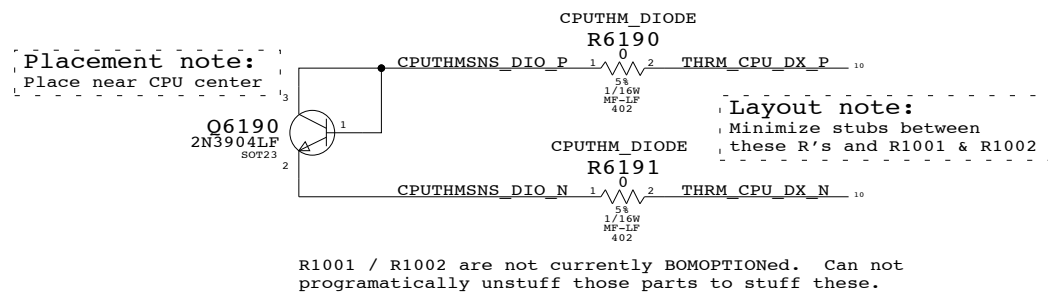 CPUTHM_DIODE
R6190
0
Placement note:
Place near CPU center
CPUTHMSNS_DIO_P
1
2
THRM_CPU_DX_P
10
5%
1/16W
MF-LF
402
3
Layout note:
Minimize stubs between
these R's and R1001 & R1002
Q6190
2N3904LF
SOT23
1
2
CPUTHM_DIODE
R6191
0
CPUTHMSNS_DIO_N
1
2
THRM_CPU_DX_N
10
5%
1/16W
MF-LF
402
R1001 / R1002 are not currently BOMOPTIONed.  Can not
programatically unstuff those parts to stuff these.